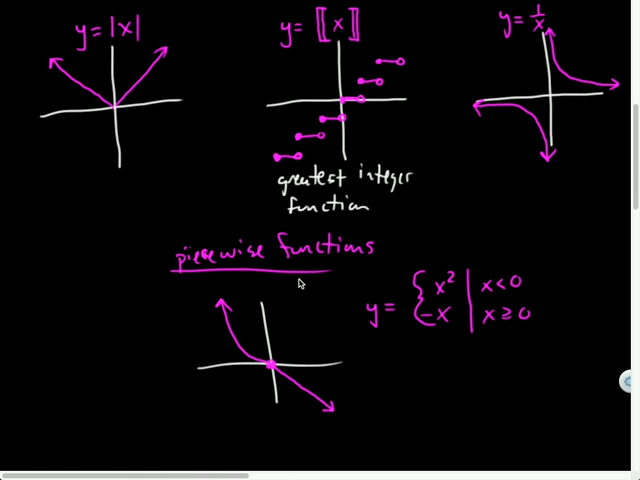 y = |x|
y = ⟦x⟧
y = 1/x
greatest integer
function
piecewise functions
y = { x² | x < 0
-x | x ≥ 0